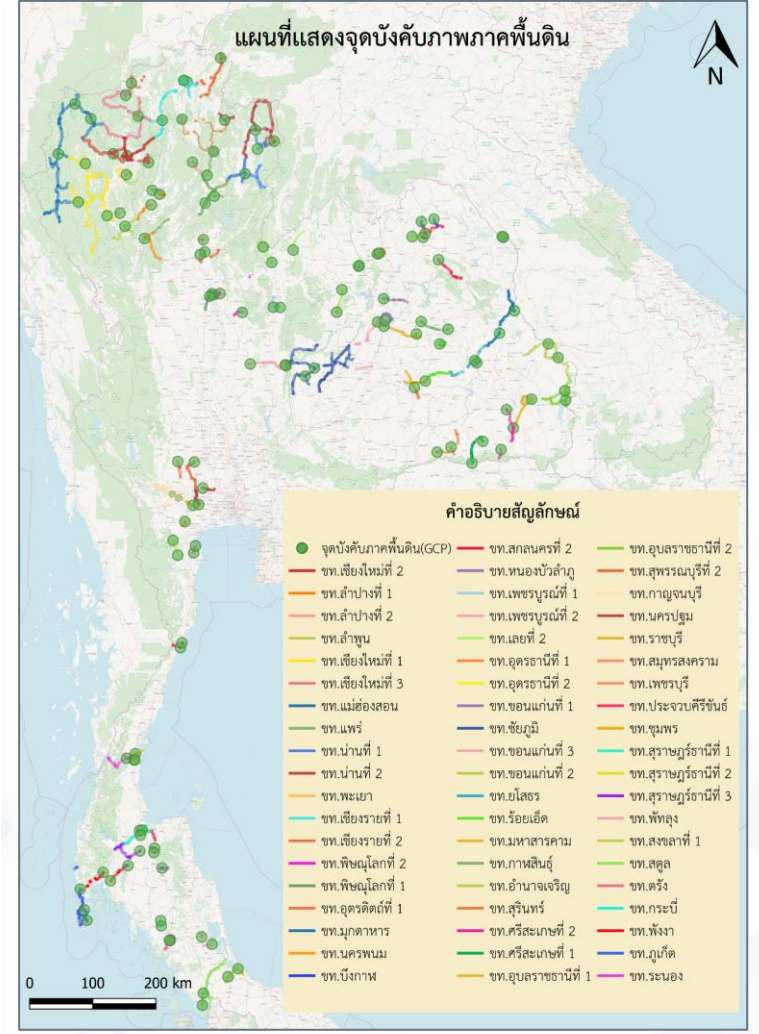 แผนที่แสดงจุดบังคับภาพภาคพื้นดิน
N
คำอธิบายสัญลักษณ์
จุดบังคับภาคพื้นดิน(GCP)
ขท.เชียงใหม่ที่ 2
ขท.ลำปางที่ 1
ขท.ลำปางที่ 2
ขท.ลำพูน
ขท.เชียงใหม่ที่ 1
ขท.เชียงใหม่ที่ 3
ขท.แม่ฮ่องสอน
ขท.แพร่
ขท.น่านที่ 1
ขท.น่านที่ 2
ขท.พะเยา
ขท.เชียงรายที่ 1
ขท.เชียงรายที่ 2
ขท.พิษณุโลกที่ 2
ขท.พิษณุโลกที่ 1
ขท.อุตรดิตถ์ที่ 1
ขท.มุกดาหาร
ขท.นครพนม
ขท.บึงกาฬ
ขท.สกลนครที่ 2
ขท.หนองบัวลำภู
ขท.เพชรบูรณ์ที่ 1
ขท.เพชรบูรณ์ที่ 2
ขท.เลยที่ 2
ขท.อุดรธานีที่ 1
ขท.อุดรธานีที่ 2
ขท.ขอนแก่นที่ 1
ขท.ชัยภูมิ
ขท.ขอนแก่นที่ 3
ขท.ขอนแก่นที่ 2
ขท.ยโสธร
ขท.ร้อยเอ็ด
ขท.มหาสารคาม
ขท.กาฬสินธุ์
ขท.อำนาจเจริญ
ขท.สุรินทร์
ขท.ศรีสะเกษที่ 2
ขท.ศรีสะเกษที่ 1
ขท.อุบลราชธานีที่ 1
ขท.อุบลราชธานีที่ 2
ขท.สุพรรณบุรีที่ 2
ขท.กาญจนบุรี
ขท.นครปฐม
ขท.ราชบุรี
ขท.สมุทรสงคราม
ขท.เพชรบุรี
ขท.ประจวบคีรีขันธ์
ขท.ชุมพร
ขท.สุราษฎร์ธานีที่ 1
ขท.สุราษฎร์ธานีที่ 2
ขท.สุราษฎร์ธานีที่ 3
ขท.พัทลุง
ขท.สงขลาที่ 1
ขท.สตูล
ขท.ตรัง
ขท.กระบี่
ขท.พังงา
ขท.ภูเก็ต
ขท.ระนอง
0 100 200 km